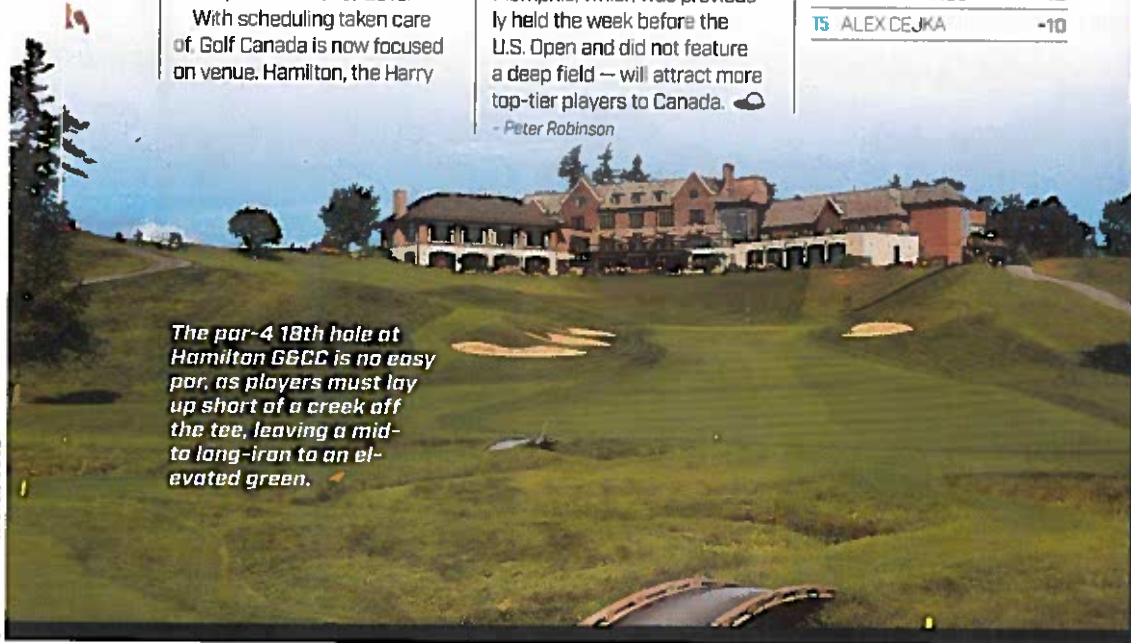 With scheduling taken care
of, Golf Canada is now focused
on venue. Hamilton, the Harry
ly held the week before the
U.S. Open and did not feature
a deep field — will attract more
top-tier players to Canada.
- Peter Robinson
T5 ALEX CEJKA -10
The par-4 18th hole at
Hamilton G&CC is no easy
par, as players must lay
up short of a creek off
the tee, leaving a mid-
to long-iron to an el-
evated green.